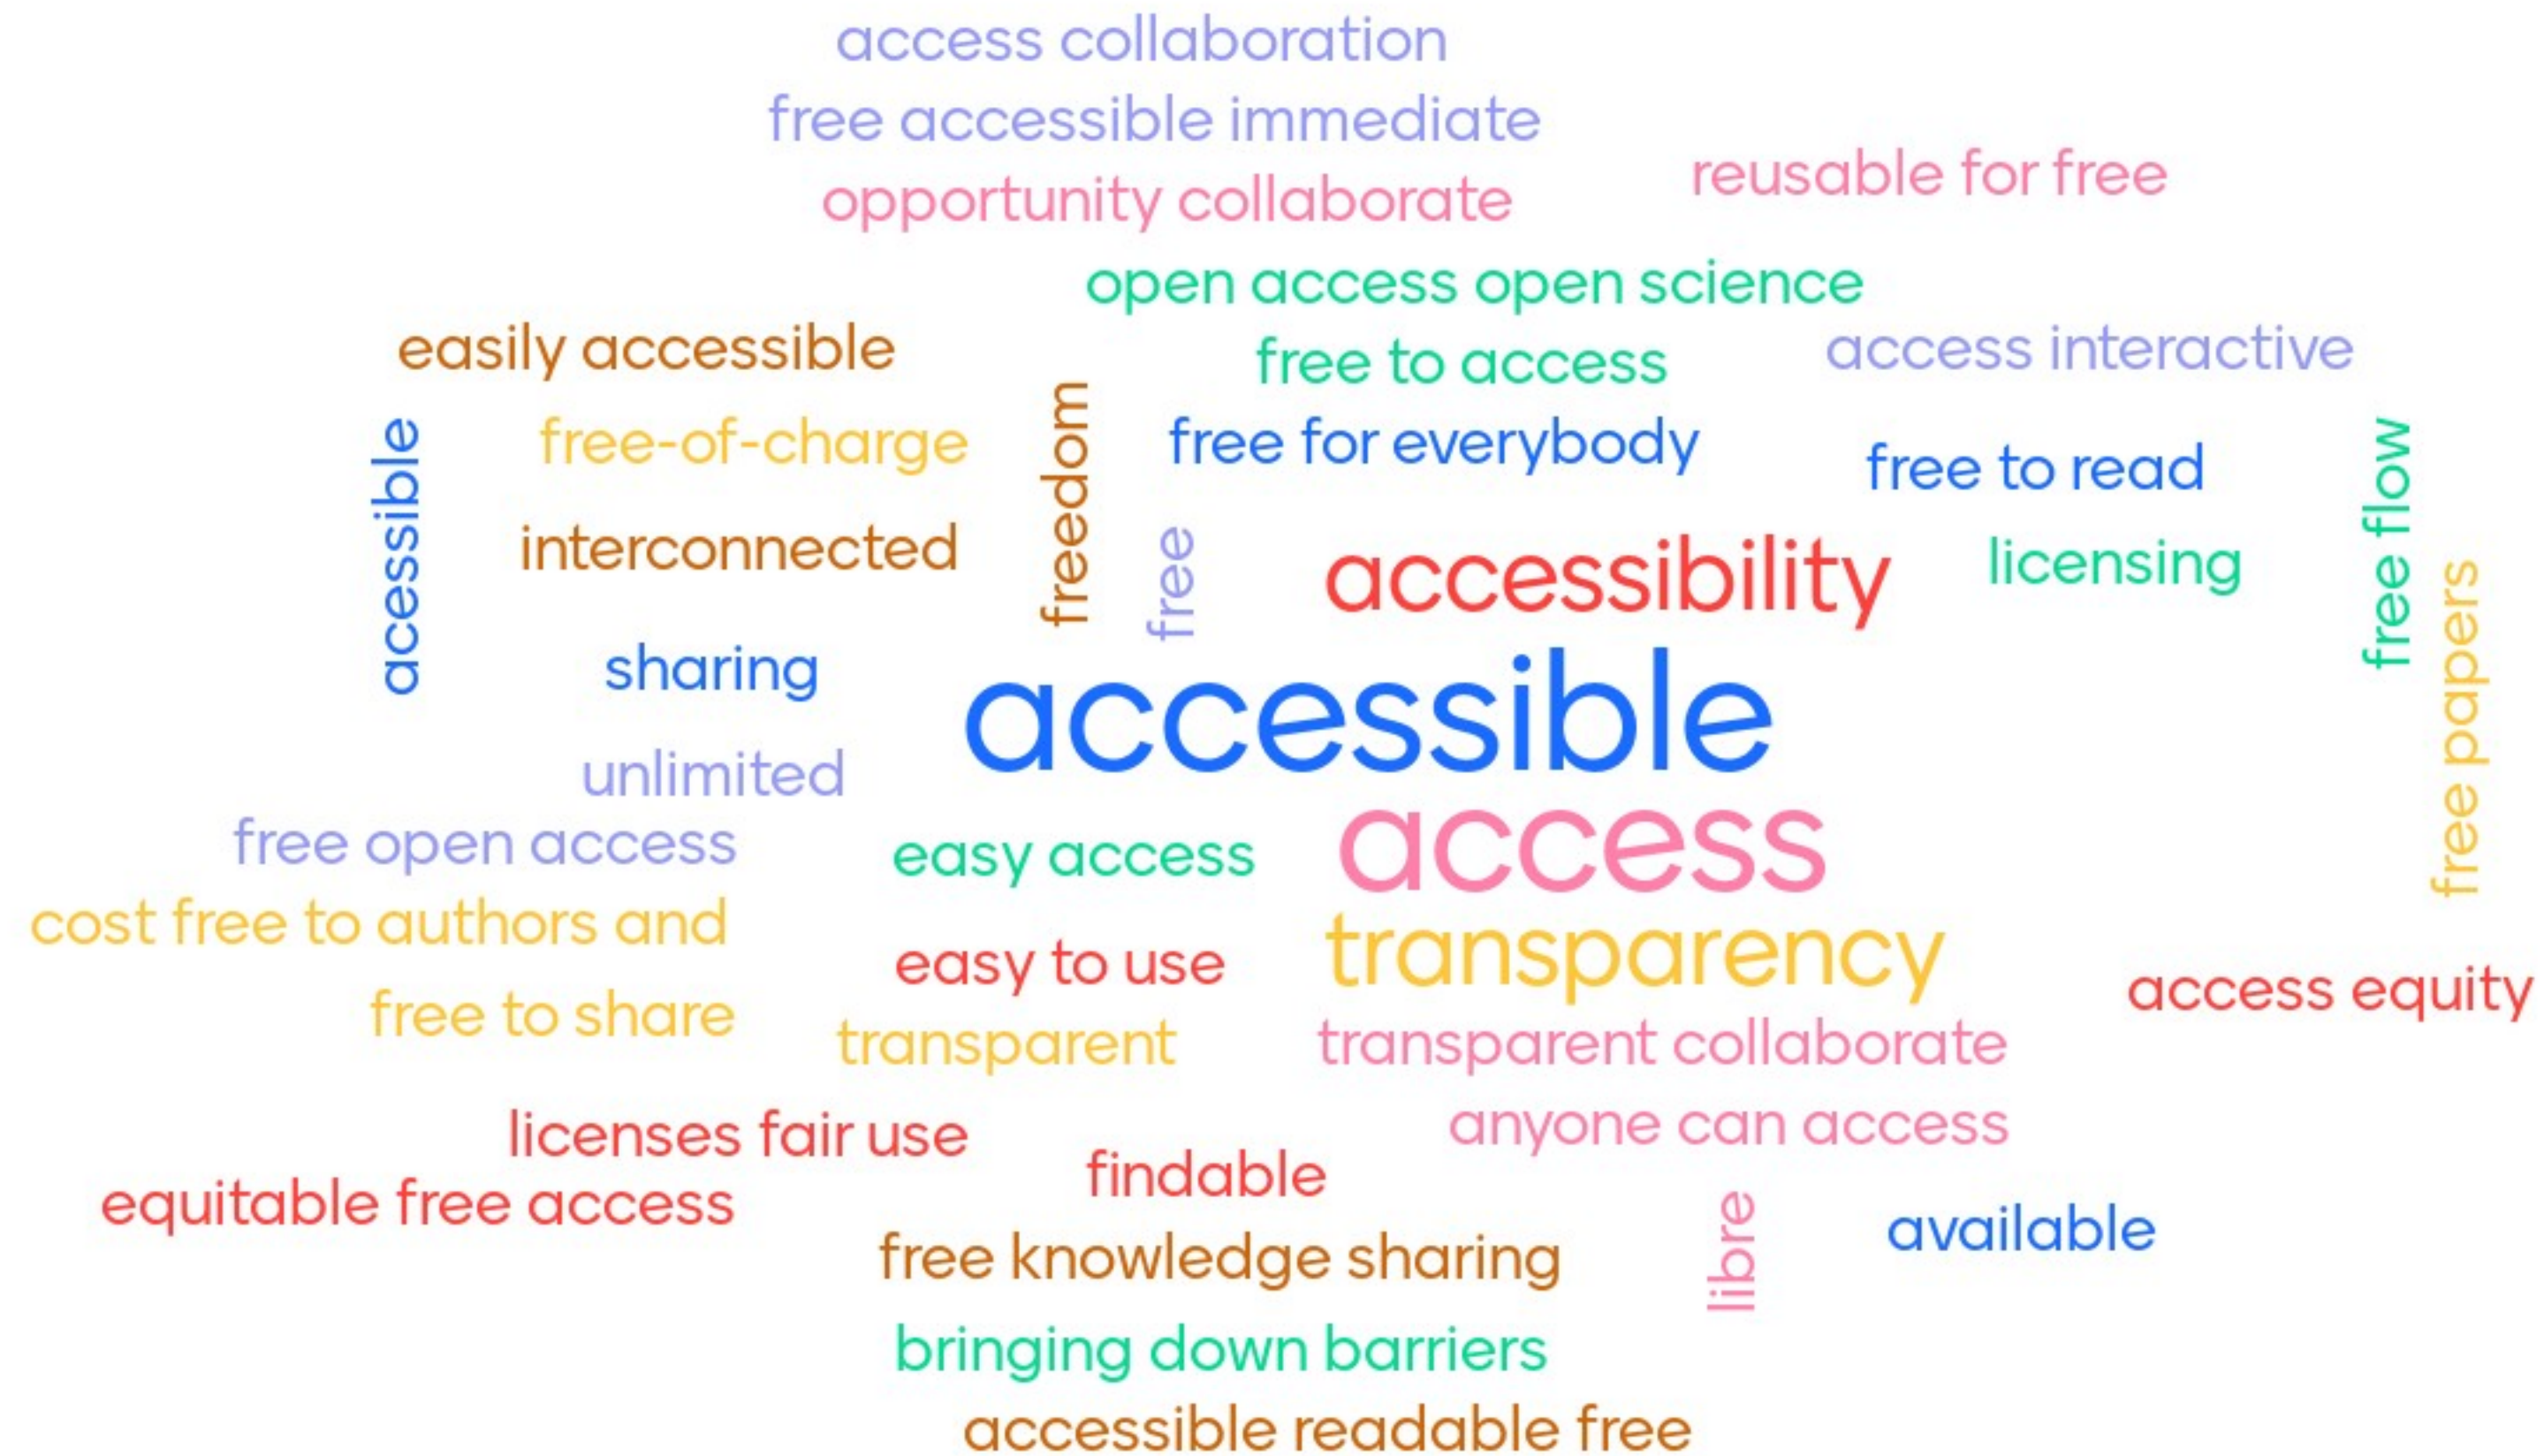 access collaboration
free accessible immediate
reusable for free
opportunity collaborate
open access open science
easily accessible
free to access
access interactive
freedom
acessible
free-of-charge
free for everybody
free to read
free flow
interconnected
free
accessibility
licensing
free papers
sharing
accessible
unlimited
free open access
easy access
access
cost free to authors and
easy to use
transparency
access equity
free to share
transparent
transparent collaborate
licenses fair use
anyone can access
findable
equitable free access
libre
available
free knowledge sharing
bringing down barriers
accessible readable free